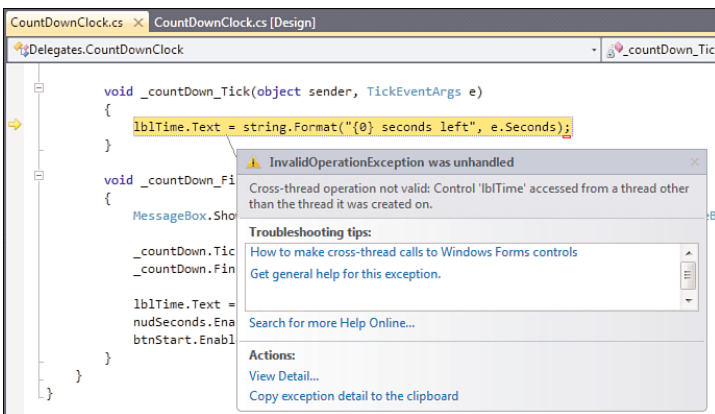 CountDownClock.cs CountDownClock.cs [Design]
Delegates.CountDownClock _countDown_Tic
void _countDown_Tick(object sender, TickEventArgs e)
{
lblTime.Text = string.Format("{0} seconds left", e.Seconds);
}
void _countDown_Fi
{
MessageBox.Sho
_countDown.Tic
_countDown.Fin
lblTime.Text =
nudSeconds.Ena
btnStart.Enabl
}
}
}
InvalidOperationException was unhandled
Cross-thread operation not valid: Control 'lblTime' accessed from a thread other
than the thread it was created on.
Troubleshooting tips:
How to make cross-thread calls to Windows Forms controls
Get general help for this exception.
Search for more Help Online...
Actions:
View Detail...
Copy exception detail to the clipboard